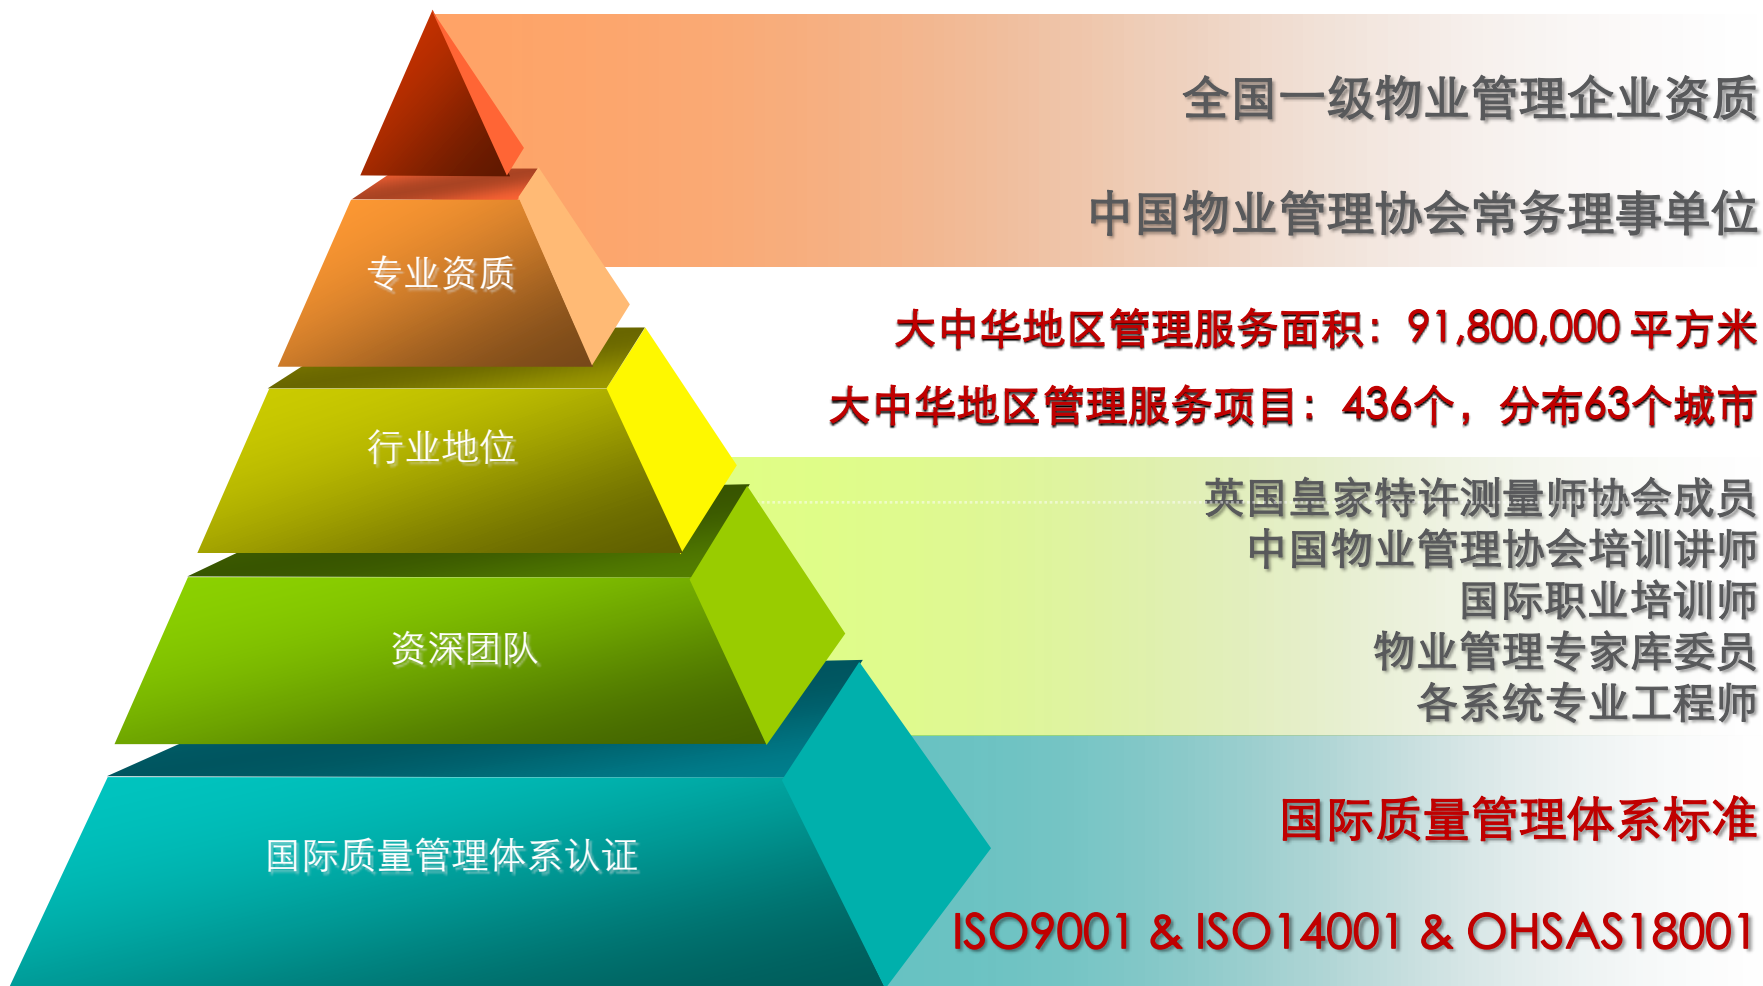 全国一级物业管理企业资质
中国物业管理协会常务理事单位
专业资质
大中华地区管理服务面积：91,800,000 平方米
大中华地区管理服务项目：436个，分布63个城市
行业地位
英国皇家特许测量师协会成员
中国物业管理协会培训讲师
国际职业培训师
物业管理专家库委员
各系统专业工程师
资深团队
国际质量管理体系标准
国际质量管理体系认证
ISO9001 & ISO14001 & OHSAS18001